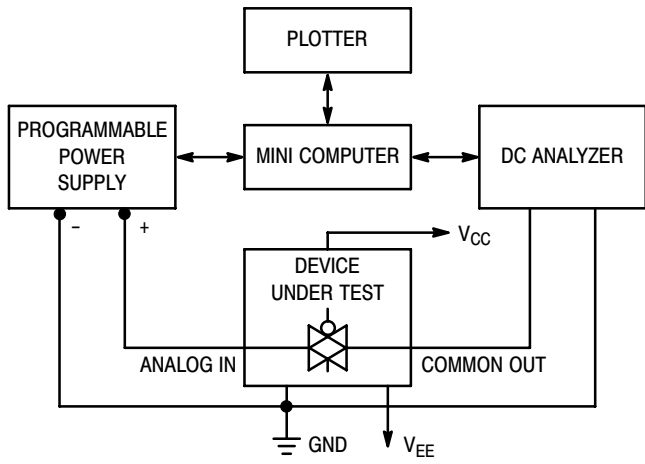 PLOTTER
PROGRAMMABLE
POWER
SUPPLY
MINI COMPUTER
DC ANALYZER
− +
VCC
DEVICE
UNDER TEST
ANALOG IN
COMMON OUT
GND
VEE